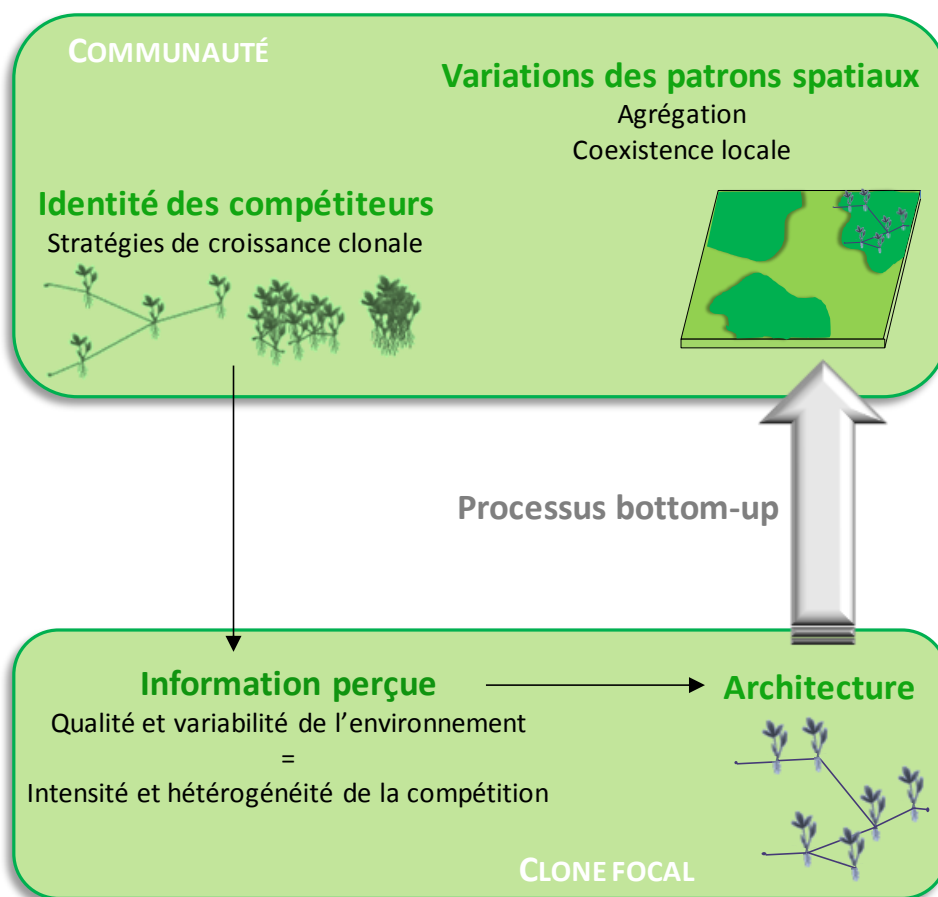 COMMUNAUTÉ
Variations des patrons spatiaux
Agrégation
Coexistence locale
Identité des compétiteurs
Stratégies de croissance clonale
Processus bottom-up
Information perçue
Qualité et variabilité de l’environnement
=
Intensité et hétérogénéité de la compétition
Architecture
CLONE FOCAL